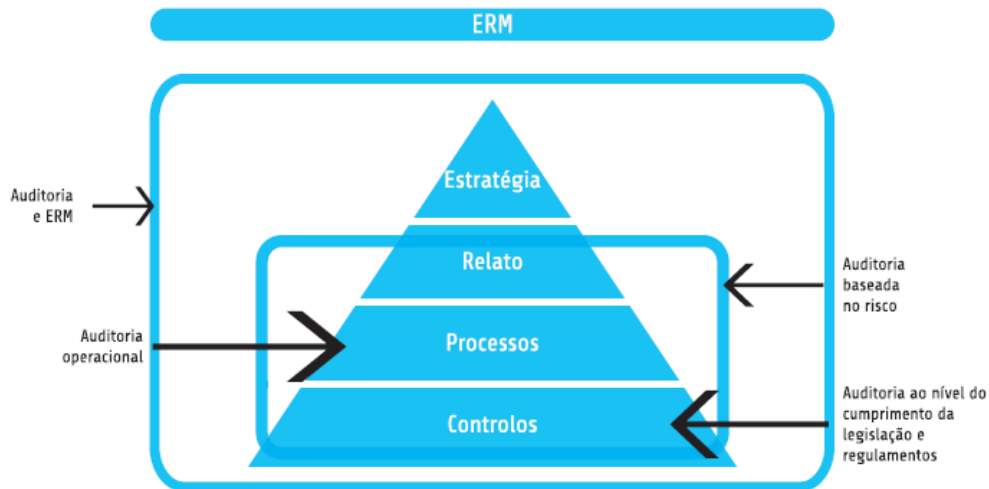 ERM
Estratégia
Auditoria
e ERM
Relato
Auditoria
baseada
no risco
Auditoria
operacional
Processos
Controlos
Auditoria ao nível do
cumprimento da
legislação e
regulamentos